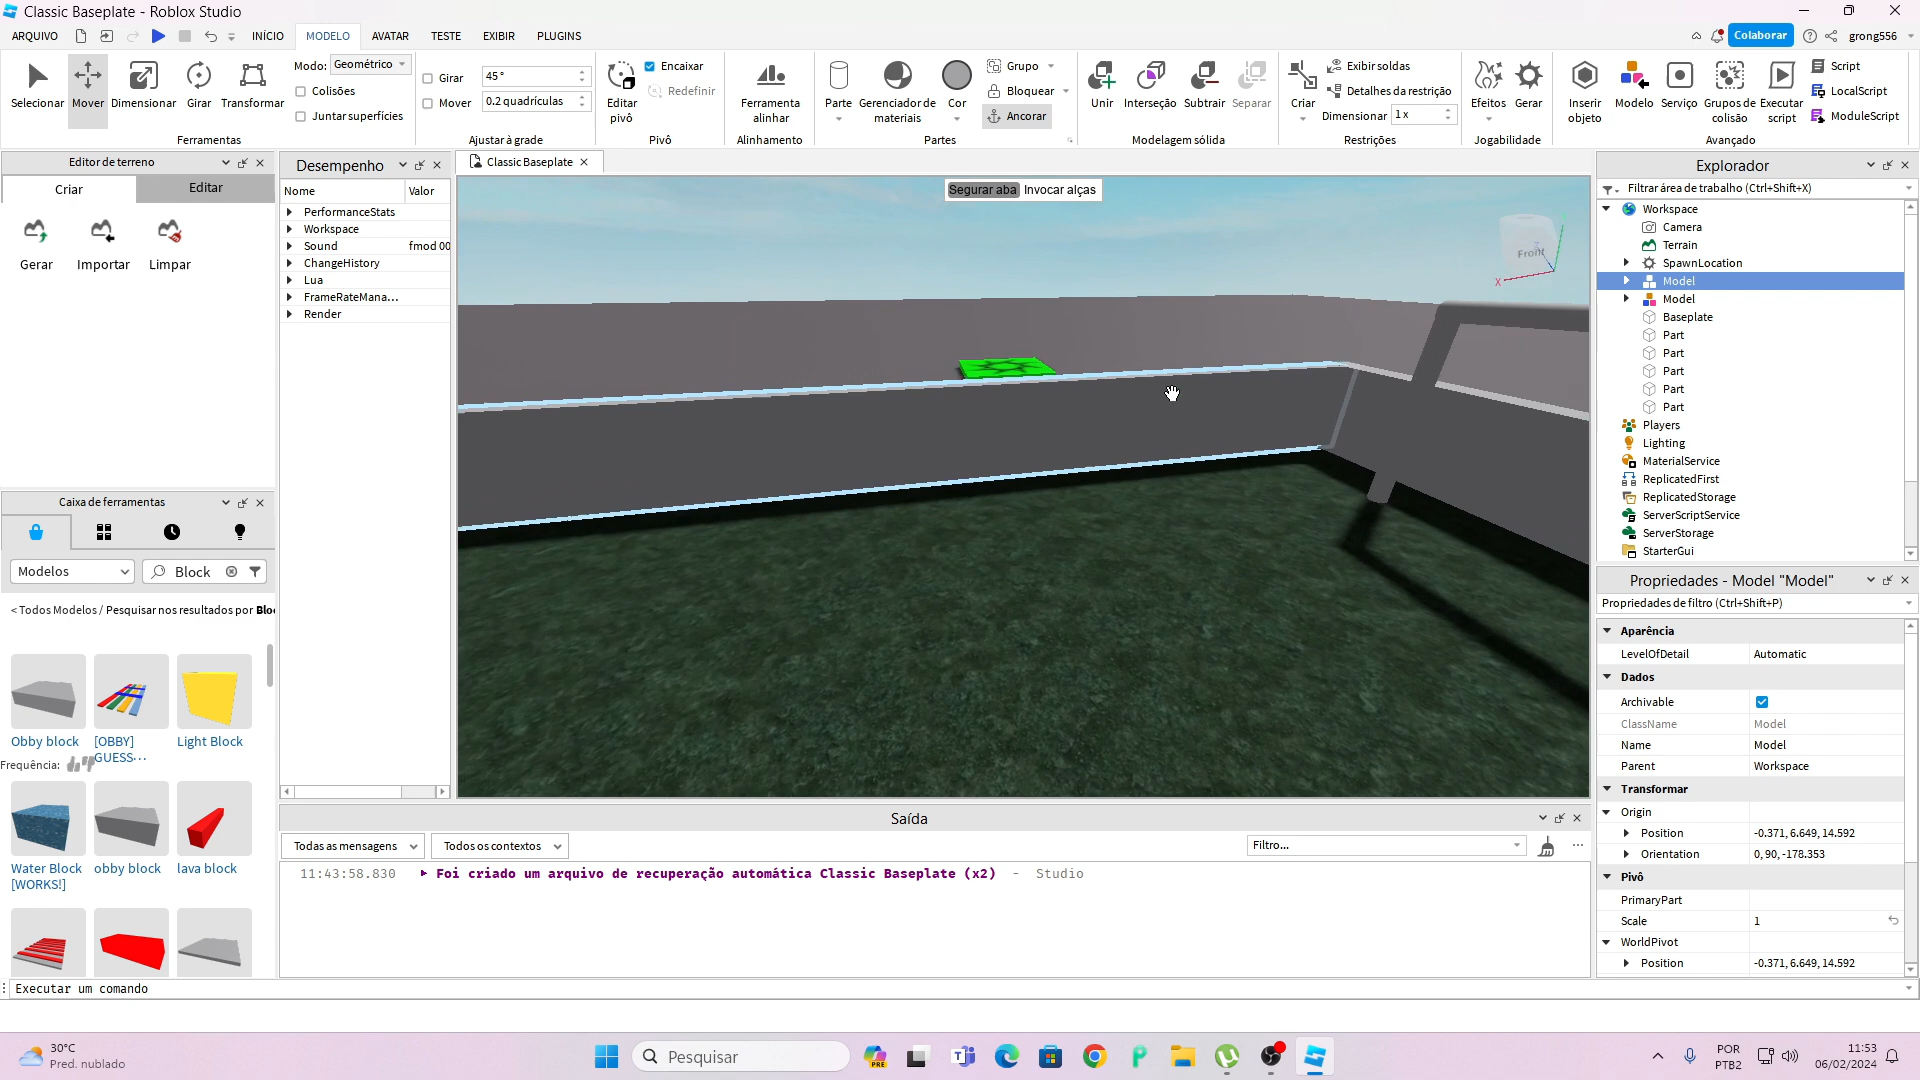 Classic Baseplate - Roblox Studio
ARQUIVO INÍCIO MODELO AVATAR TESTE EXIBIR PLUGINS Colaborar grong556
Selecionar Mover Dimensionar Girar Transformar
Modo: Geométrico
Colisões
Juntar superfícies
Ferramentas
Girar 45 °
Mover 0.2 quadrículas
Ajustar à grade
Editar pivô
Encaixar
Redefinir
Pivô
Ferramenta alinhar
Alinhamento
Parte Gerenciador de materiais Cor
Grupo
Bloquear
Ancorar
Partes
Unir Interseção Subtrair Separar
Modelagem sólida
Criar
Exibir soldas
Detalhes da restrição
Dimensionar 1 x
Restrições
Efeitos Gerar
Jogabilidade
Inserir objeto Modelo Serviço Grupos de colisão Executar script
Script
LocalScript
ModuleScript
Avançado
Editor de terreno
Criar Editar
Gerar Importar Limpar
Caixa de ferramentas
Modelos Block
< Todos Modelos / Pesquisar nos resultados por Blo
Obby block [OBBY] GUESS... Light Block
Frequência:
Water Block [WORKS!] obby block lava block
Desempenho
Nome Valor
PerformanceStats
Workspace
Sound fmod 00
ChangeHistory
Lua
FrameRateMana...
Render
Classic Baseplate
Segurar aba Invocar alças
Front
X
Saída
Todas as mensagens Todos os contextos Filtro...
11:43:58.830 Foi criado um arquivo de recuperação automática Classic Baseplate (x2) - Studio
Explorador
Filtrar área de trabalho (Ctrl+Shift+X)
Workspace
Camera
Terrain
SpawnLocation
Model
Model
Baseplate
Part
Part
Part
Part
Part
Players
Lighting
MaterialService
ReplicatedFirst
ReplicatedStorage
ServerScriptService
ServerStorage
StarterGui
Propriedades - Model "Model"
Propriedades de filtro (Ctrl+Shift+P)
Aparência
LevelOfDetail Automatic
Dados
Archivable
ClassName Model
Name Model
Parent Workspace
Transformar
Origin
Position -0.371, 6.649, 14.592
Orientation 0, 90, -178.353
Pivô
PrimaryPart
Scale 1
WorldPivot
Position -0.371, 6.649, 14.592
Executar um comando
30°C
Pred. nublado
Pesquisar
PRE
POR
PTB2
11:53
06/02/2024